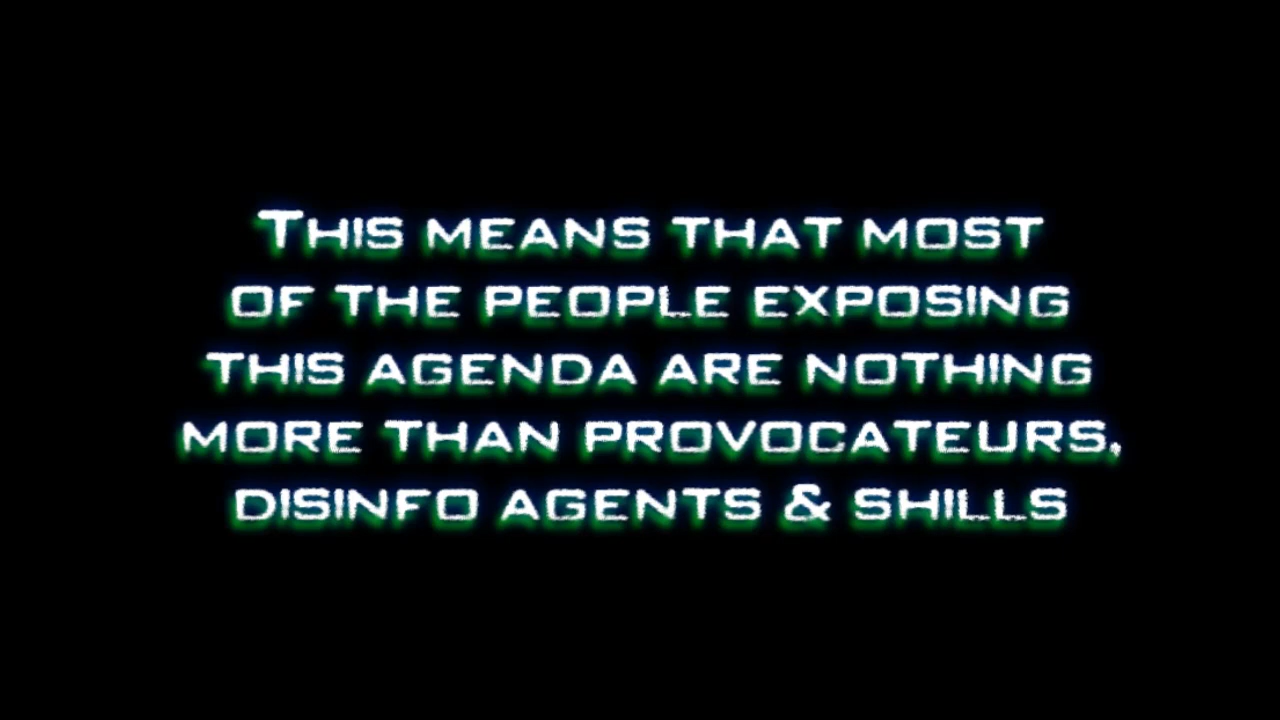 This means that most
of the people exposing
this agenda are nothing
more than provocateurs,
disinfo agents & shills